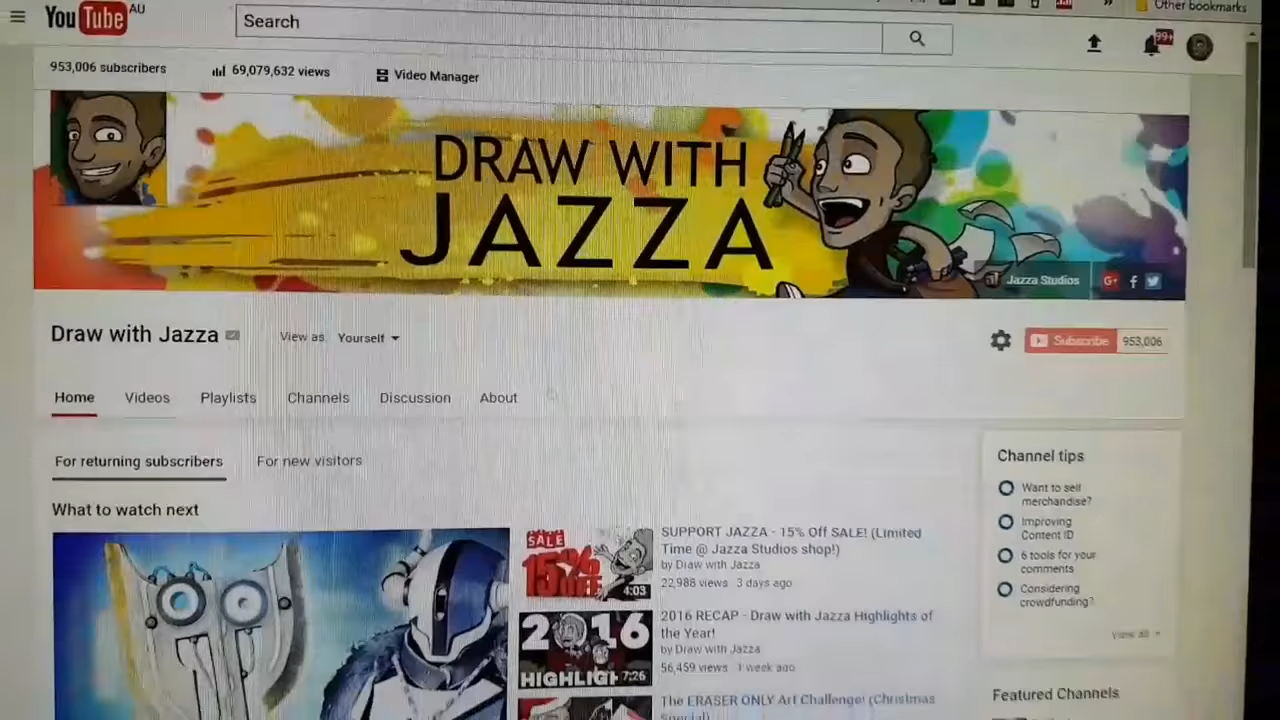 Other bookmarks
YouTube AU
Search
99+
953,006 subscribers
69,079,632 views
Video Manager
DRAW WITH
JAZZA
Jazza Studios
G+ f
Draw with Jazza
View as: Yourself
Subscribe 953,006
Home Videos Playlists Channels Discussion About
For returning subscribers
For new visitors
What to watch next
SALE
15% OFF
4:03
SUPPORT JAZZA - 15% Off SALE! (Limited
Time @ Jazza Studios shop!)
by Draw with Jazza
22,988 views 3 days ago
2016
HIGHLIGH
7:26
2016 RECAP - Draw with Jazza Highlights of
the Year!
by Draw with Jazza
56,459 views 1 week ago
The ERASER ONLY Art Challenge! (Christmas
Special)
Channel tips
Want to sell
merchandise?
Improving
Content ID
6 tools for your
comments
Considering
crowdfunding?
View all
Featured Channels